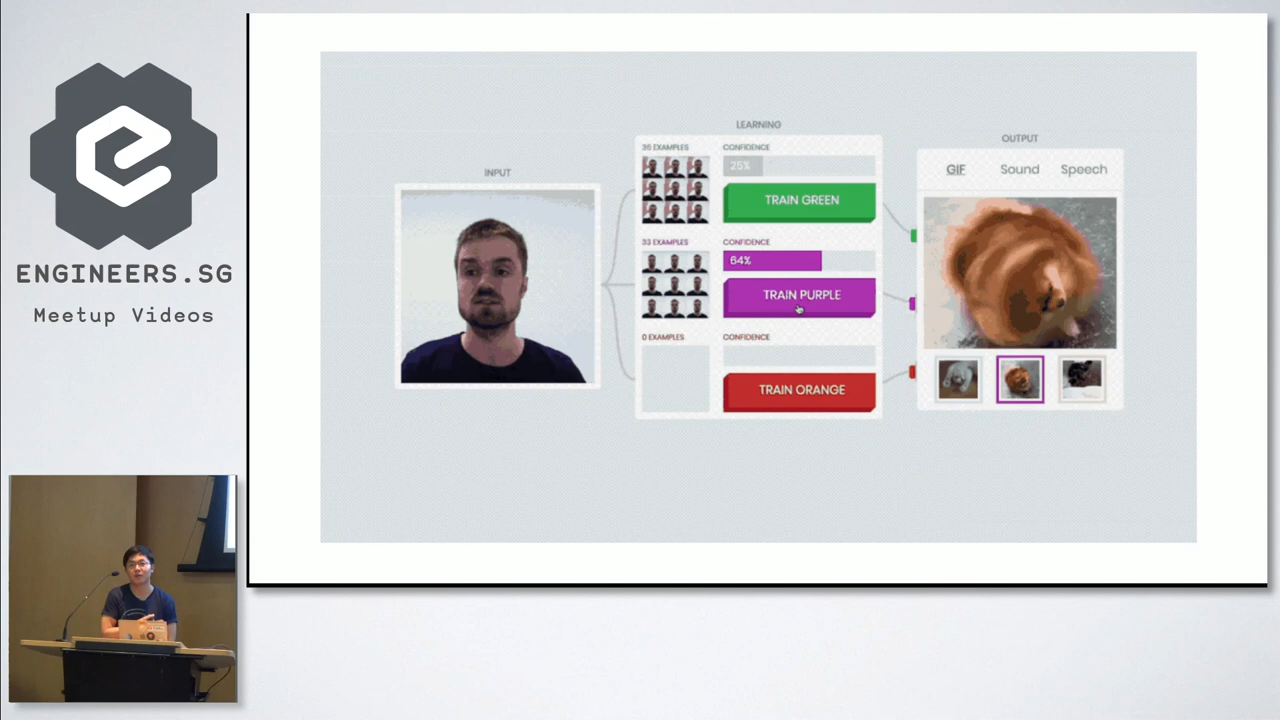 ENGINEERS.SG
Meetup Videos
INPUT
LEARNING
36 EXAMPLES
CONFIDENCE
25%
TRAIN GREEN
33 EXAMPLES
CONFIDENCE
64%
TRAIN PURPLE
0 EXAMPLES
CONFIDENCE
TRAIN ORANGE
OUTPUT
GIF Sound Speech